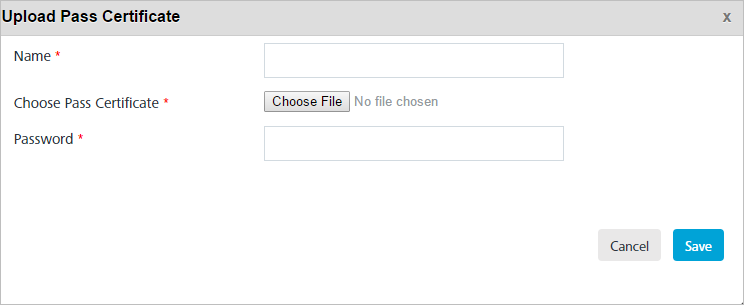 Upload Pass Certificate x
Name *
Choose Pass Certificate * Choose File No file chosen
Password *
Cancel Save